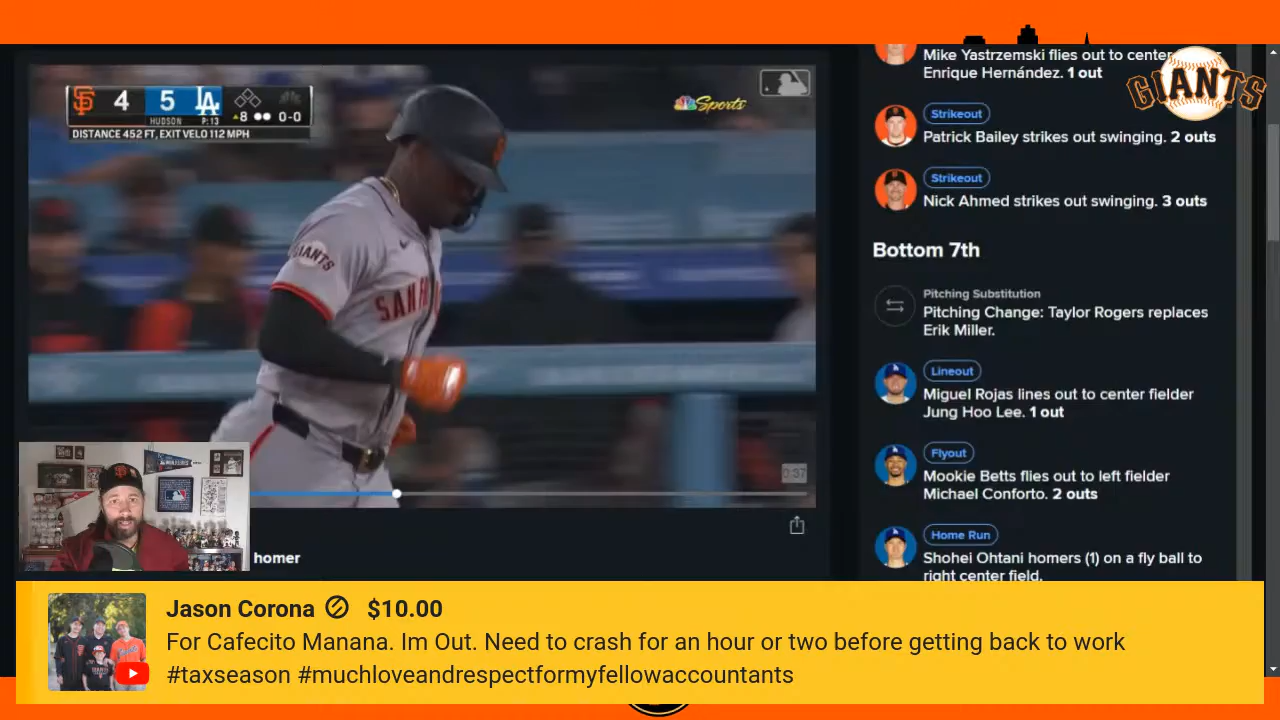 Mike Yastrzemski flies out to center
Enrique Hernández. 1 out
GIANTS
SF 4 5 LA
HUDSON P:13
8 0-0
DISTANCE 452 FT, EXIT VELO 112 MPH
Sports
Strikeout
Patrick Bailey strikes out swinging. 2 outs
Strikeout
Nick Ahmed strikes out swinging. 3 outs
GIANTS
SAN
Bottom 7th
Pitching Substitution
Pitching Change: Taylor Rogers replaces
Erik Miller.
Lineout
Miguel Rojas lines out to center fielder
Jung Hoo Lee. 1 out
Flyout
Mookie Betts flies out to left fielder
Michael Conforto. 2 outs
0:37
Home Run
Shohei Ohtani homers (1) on a fly ball to
right center field.
homer
Jason Corona $10.00
For Cafecito Manana. Im Out. Need to crash for an hour or two before getting back to work
#taxseason #muchloveandrespectformyfellowaccountants